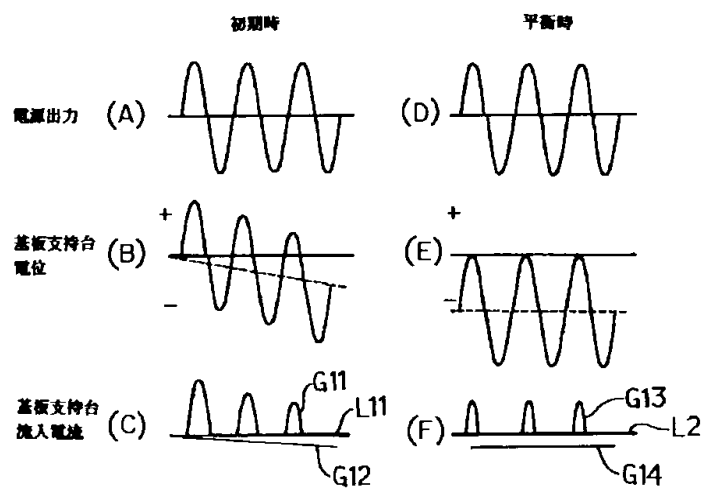 初期時 平衡時
電源出力 (A) (D)
+ +
基板支持台
電位 (B) (E)
− −
基板支持台
流入電流 (C) (F)
G11
L11
G12
G13
L2
G14